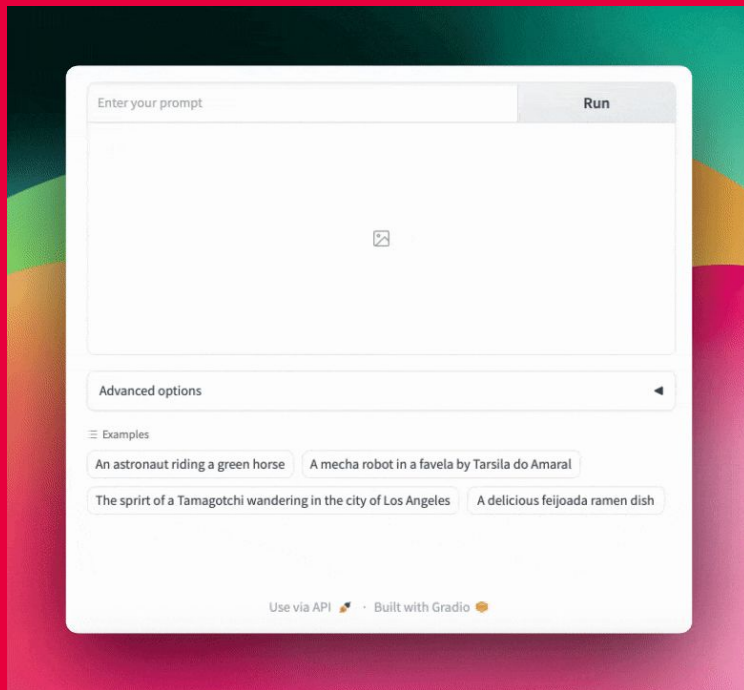 Enter your prompt
Run
Advanced options
Examples
An astronaut riding a green horse
A mecha robot in a favela by Tarsila do Amaral
The sprirt of a Tamagotchi wandering in the city of Los Angeles
A delicious feijoada ramen dish
Use via API · Built with Gradio